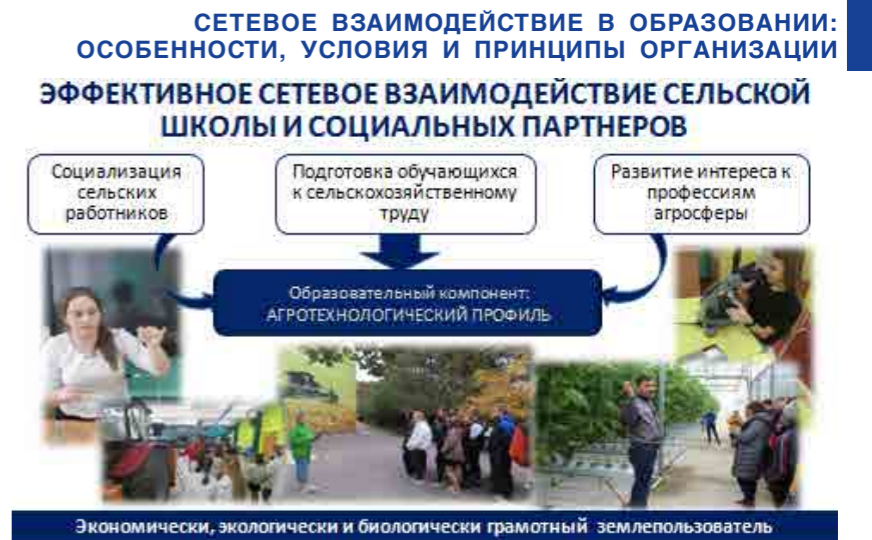 СЕТЕВОЕ ВЗАИМОДЕЙСТВИЕ В ОБРАЗОВАНИИ:
ОСОБЕННОСТИ, УСЛОВИЯ И ПРИНЦИПЫ ОРГАНИЗАЦИИ
ЭФФЕКТИВНОЕ СЕТЕВОЕ ВЗАИМОДЕЙСТВИЕ СЕЛЬСКОЙ
ШКОЛЫ И СОЦИАЛЬНЫХ ПАРТНЕРОВ
Социализация
сельских
работников
Подготовка обучающихся
к сельскохозяйственному
труду
Развитие интереса к
профессиям
агросферы
Образовательный компонент:
АГРОТЕХНОЛОГИЧЕСКИЙ ПРОФИЛЬ
Экономически, экологически и биологически грамотный землепользователь